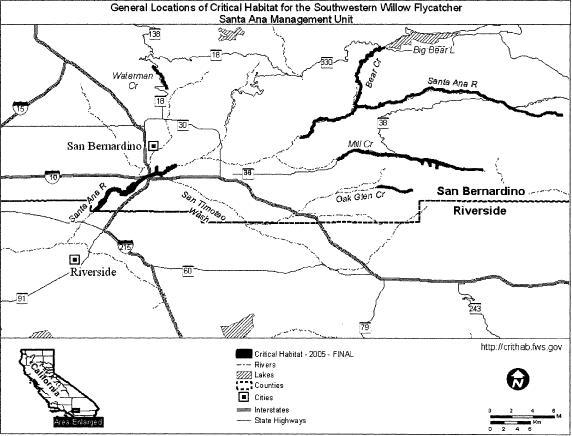 General Locations of Critical Habitat for the Southwestern Willow Flycatcher
Santa Ana Management Unit
138
18
Big Bear L
330
Waterman
Cr
Bear Cr
Santa Ana R
15
18
30
38
San Bernardino
Mill Cr
38
10
Santa Ana R
San Timoteo
Wash
Oak Glen Cr
San Bernardino
Riverside
215
Riverside
60
91
79
243
California
Area Enlarged
Critical Habitat - 2005 - FINAL
Rivers
Lakes
Counties
Cities
Interstates
State Highways
http://crithab.fws.gov
N
0 2 4 6 M
0 2 4 6 Km